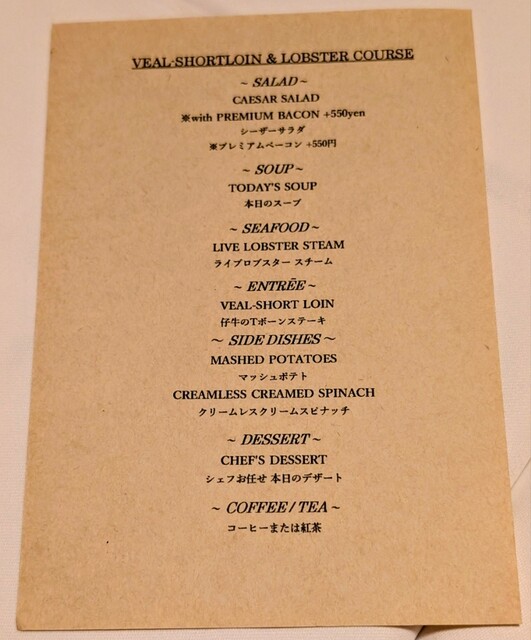 VEAL-SHORTLOIN & LOBSTER COURSE
~ SALAD ~
CAESAR SALAD
※with PREMIUM BACON +550yen
シーザーサラダ
※プレミアムベーコン +550円
~ SOUP ~
TODAY'S SOUP
本日のスープ
~ SEAFOOD ~
LIVE LOBSTER STEAM
ライブロブスター スチーム
~ ENTRĒE ~
VEAL-SHORT LOIN
仔牛のTボーンステーキ
~ SIDE DISHES ~
MASHED POTATOES
マッシュポテト
CREAMLESS CREAMED SPINACH
クリームレスクリームスピナッチ
~ DESSERT ~
CHEF'S DESSERT
シェフお任せ 本日のデザート
~ COFFEE / TEA ~
コーヒーまたは紅茶